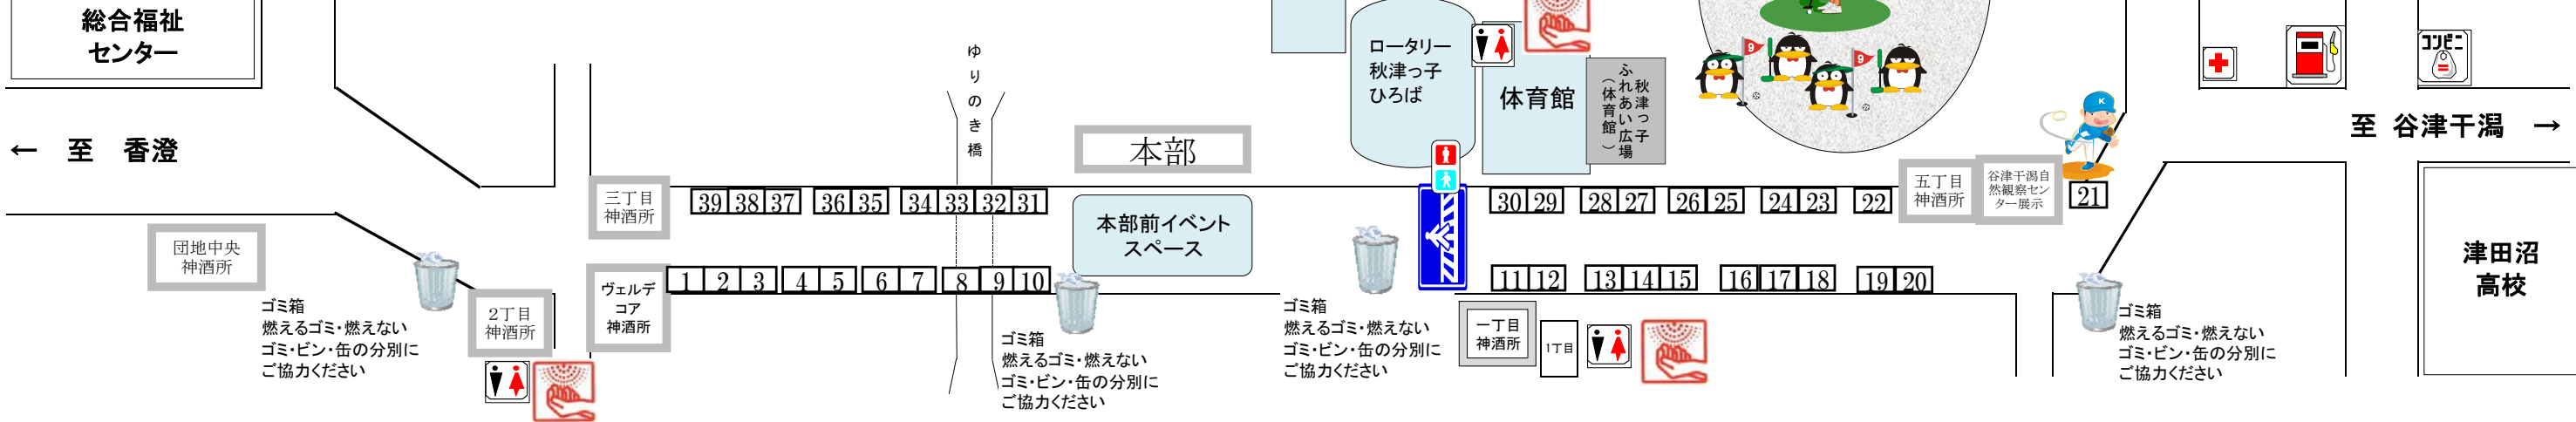 総合福祉
センター
← 至 香澄
団地中央
神酒所
ゴミ箱
燃えるゴミ・燃えない
ゴミ・ビン・缶の分別に
ご協力ください
2丁目
神酒所
三丁目
神酒所
ヴェルデ
コア
神酒所
ゆりのき橋
39 38 37 36 35 34 33 32 31
1 2 3 4 5 6 7 8 9 10
本部
本部前イベント
スペース
ゴミ箱
燃えるゴミ・燃えない
ゴミ・ビン・缶の分別に
ご協力ください
ロータリー
秋津っ子
ひろば
体育館
秋津っ子
ふれあい広場
(体育館)
9
9
ゴミ箱
燃えるゴミ・燃えない
ゴミ・ビン・缶の分別に
ご協力ください
30 29 28 27 26 25 24 23 22
11 12 13 14 15 16 17 18 19 20
一丁目
神酒所
1丁目
五丁目
神酒所
谷津干潟自
然観察セン
ター展示
K
21
コンビニ
至 谷津干潟 →
ゴミ箱
燃えるゴミ・燃えない
ゴミ・ビン・缶の分別に
ご協力ください
津田沼
高校